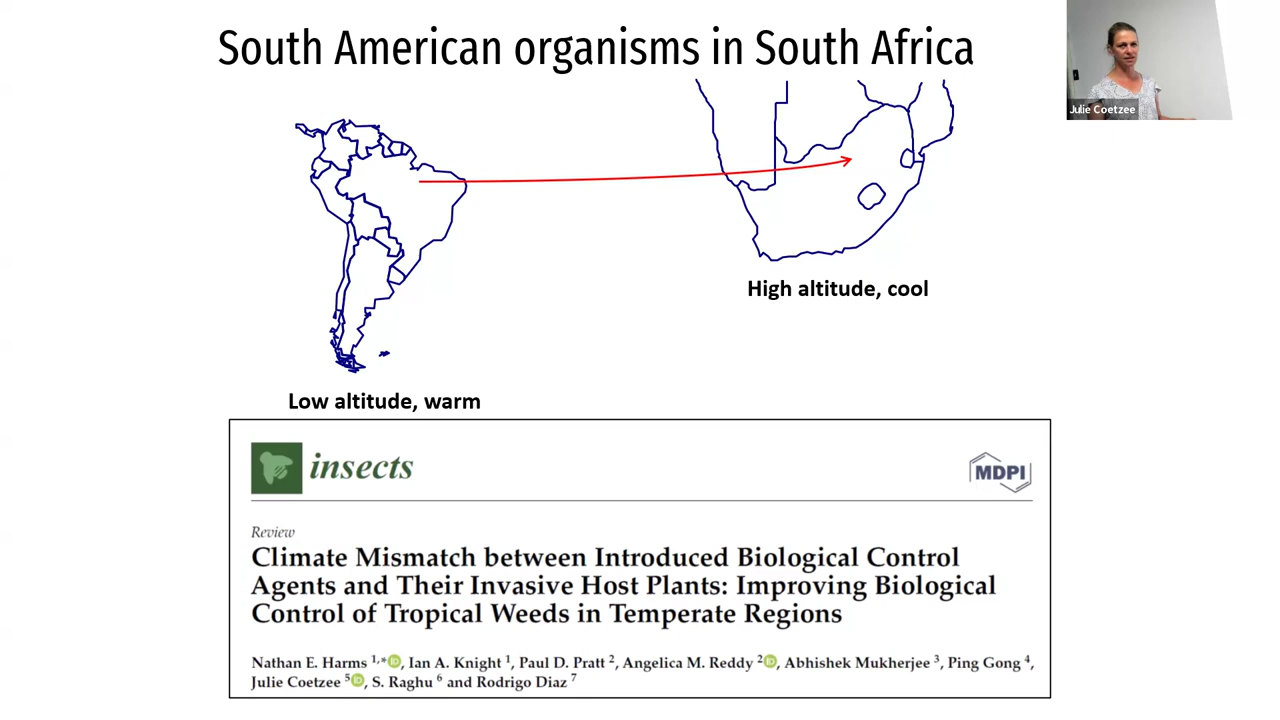 South American organisms in South Africa
Julie Coetzee
High altitude, cool
Low altitude, warm
insects
MDPI
Review
Climate Mismatch between Introduced Biological Control
Agents and Their Invasive Host Plants: Improving Biological
Control of Tropical Weeds in Temperate Regions
Nathan E. Harms 1,* iD, Ian A. Knight 1, Paul D. Pratt 2, Angelica M. Reddy 2 iD, Abhishek Mukherjee 3, Ping Gong 4,
Julie Coetzee 5 iD, S. Raghu 6 and Rodrigo Diaz 7